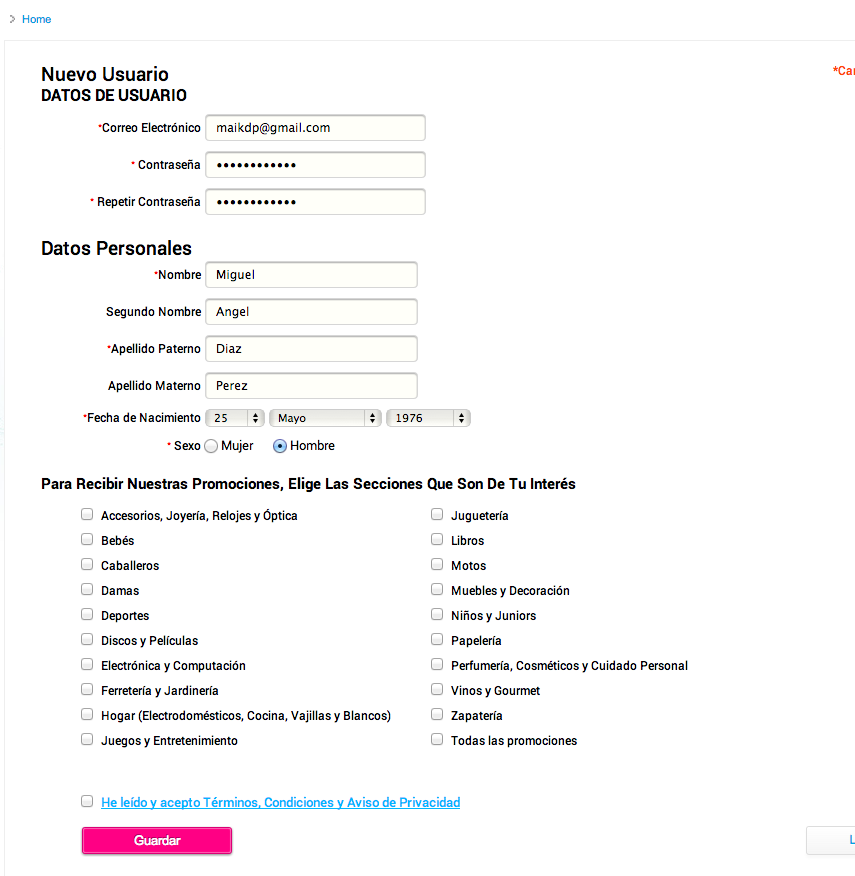 Home
Nuevo Usuario
*Car
DATOS DE USUARIO
*Correo Electrónico maikdp@gmail.com
* Contraseña ••••••••••••
* Repetir Contraseña ••••••••••••
Datos Personales
*Nombre Miguel
Segundo Nombre Angel
*Apellido Paterno Diaz
Apellido Materno Perez
*Fecha de Nacimiento 25 Mayo 1976
* Sexo Mujer Hombre
Para Recibir Nuestras Promociones, Elige Las Secciones Que Son De Tu Interés
Accesorios, Joyería, Relojes y Óptica Juguetería
Bebés Libros
Caballeros Motos
Damas Muebles y Decoración
Deportes Niños y Juniors
Discos y Películas Papelería
Electrónica y Computación Perfumería, Cosméticos y Cuidado Personal
Ferretería y Jardinería Vinos y Gourmet
Hogar (Electrodomésticos, Cocina, Vajillas y Blancos) Zapatería
Juegos y Entretenimiento Todas las promociones
He leído y acepto Términos, Condiciones y Aviso de Privacidad
Guardar L